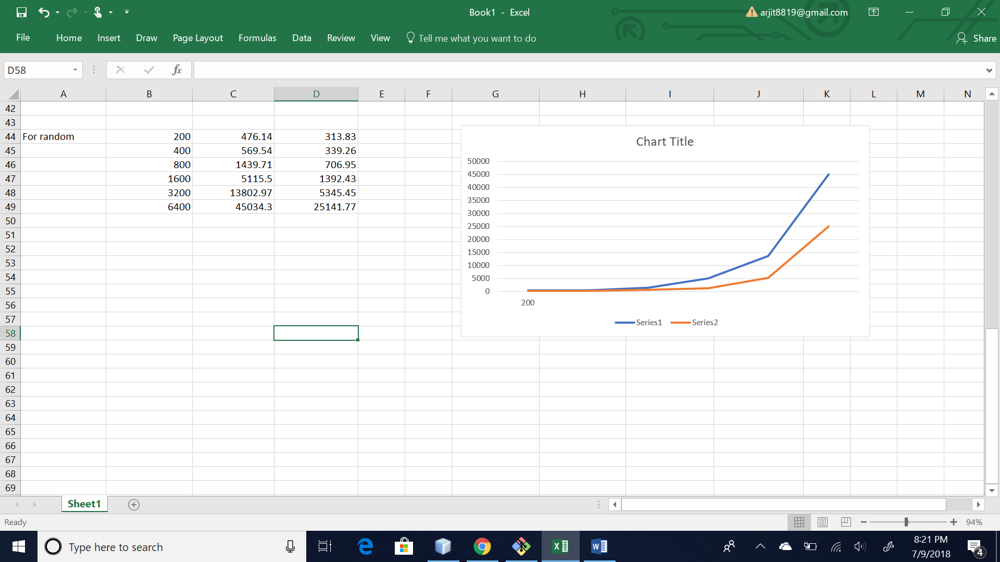 Book1 - Excel
arjit8819@gmail.com
File Home Insert Draw Page Layout Formulas Data Review View Tell me what you want to do
Share
D58
fx
A B C D E F G H I J K L M N
42
43
44 For random 200 476.14 313.83
45 400 569.54 339.26
46 800 1439.71 706.95
47 1600 5115.5 1392.43
48 3200 13802.97 5345.45
49 6400 45034.3 25141.77
50
51
52
53
54
55
56
57
58
59
60
61
62
63
64
65
66
67
68
69
Chart Title
50000
45000
40000
35000
30000
25000
20000
15000
10000
5000
0
200
Series1 Series2
Sheet1
Ready
94%
Type here to search
8:21 PM
7/9/2018
4